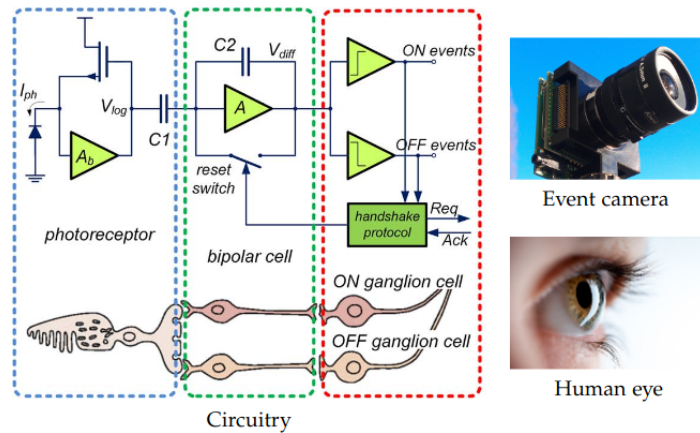 C2
V_diff
ON events
I_ph
V_log
C1
A
A_b
OFF events
reset
switch
handshake
protocol
Req
Ack
photoreceptor
bipolar cell
ON ganglion cell
OFF ganglion cell
Circuitry
Event camera
Human eye